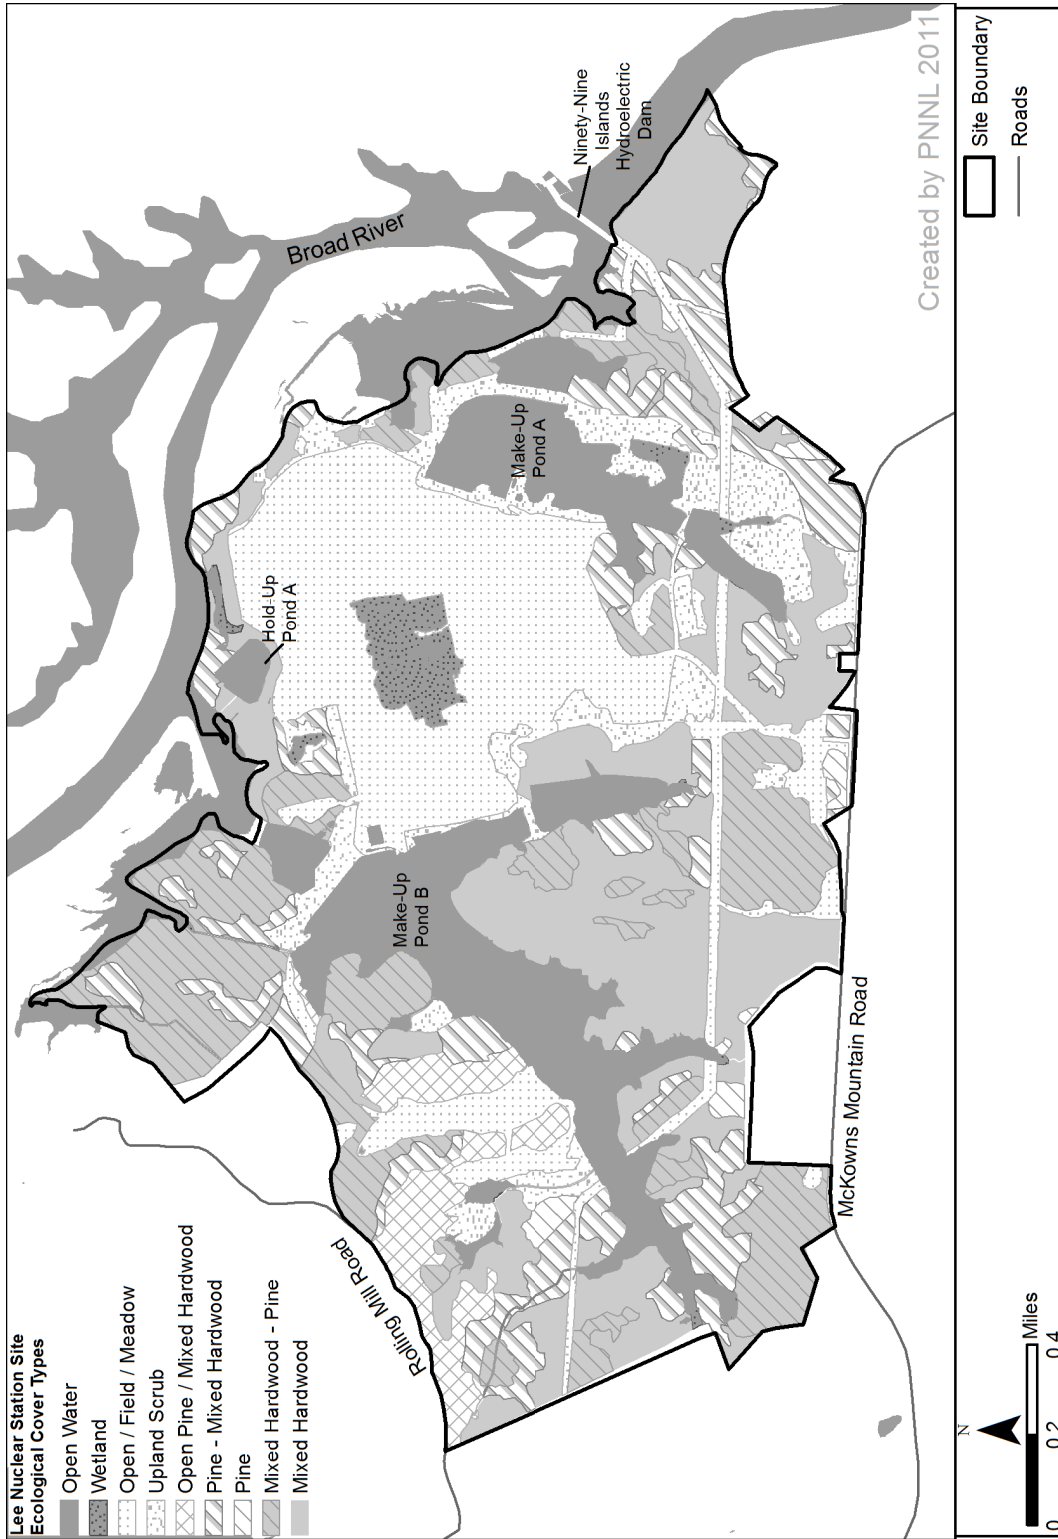 Lee Nuclear Station Site
Ecological Cover Types
Open Water
Wetland
Open / Field / Meadow
Upland Scrub
Open Pine / Mixed Hardwood
Pine - Mixed Hardwood
Pine
Mixed Hardwood - Pine
Mixed Hardwood
Rolling Mill Road
Make-Up
Pond B
Hold-Up
Pond A
Make-Up
Pond A
Broad River
Ninety-Nine
Islands
Hydroelectric
Dam
McKowns Mountain Road
Created by PNNL 2011
N
Miles
0 0.2 0.4
Site Boundary
Roads